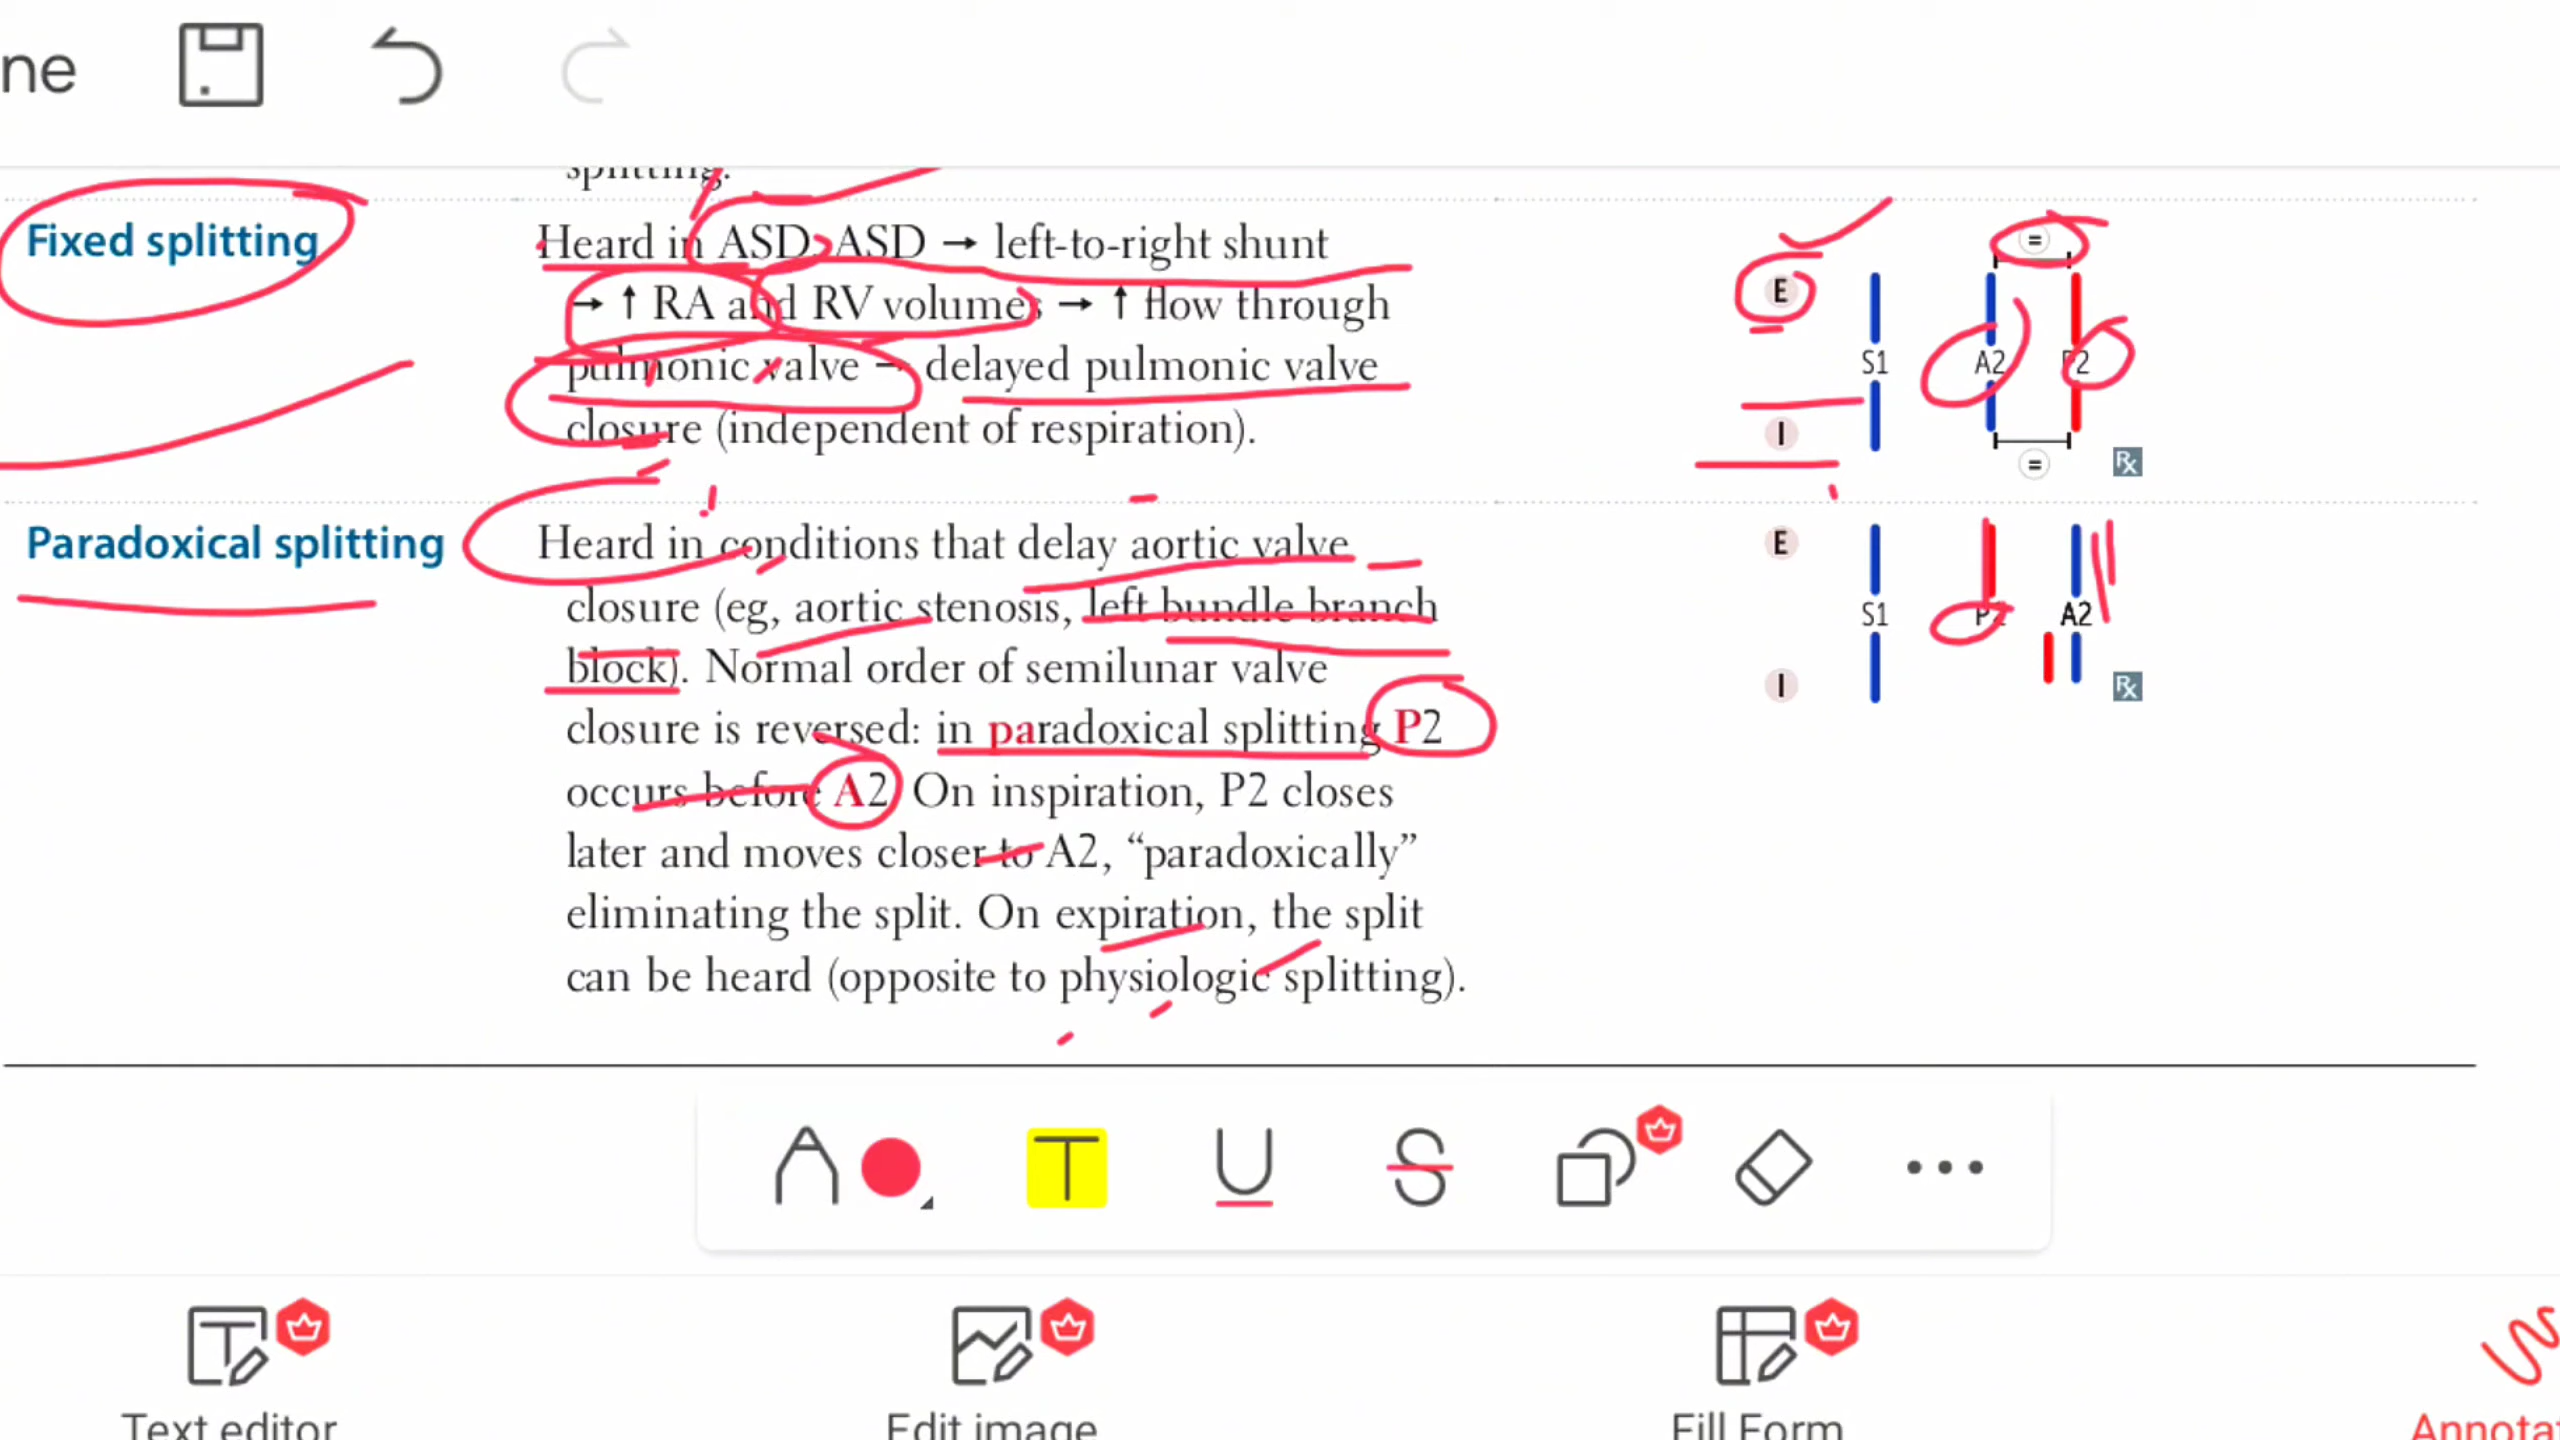 ne
splitting.
Fixed splitting
Heard in ASD. ASD → left-to-right shunt
→ ↑ RA and RV volumes → ↑ flow through
pulmonic valve → delayed pulmonic valve
closure (independent of respiration).
E
=
S1
A2
P2
I
=
Rx
Paradoxical splitting
Heard in conditions that delay aortic valve
closure (eg, aortic stenosis, left bundle branch
block). Normal order of semilunar valve
closure is reversed: in paradoxical splitting P2
occurs before A2. On inspiration, P2 closes
later and moves closer to A2, “paradoxically”
eliminating the split. On expiration, the split
can be heard (opposite to physiologic splitting).
E
S1
P2
A2
I
Rx
T
U
S
Text editor
Edit image
Fill Form
Annotat